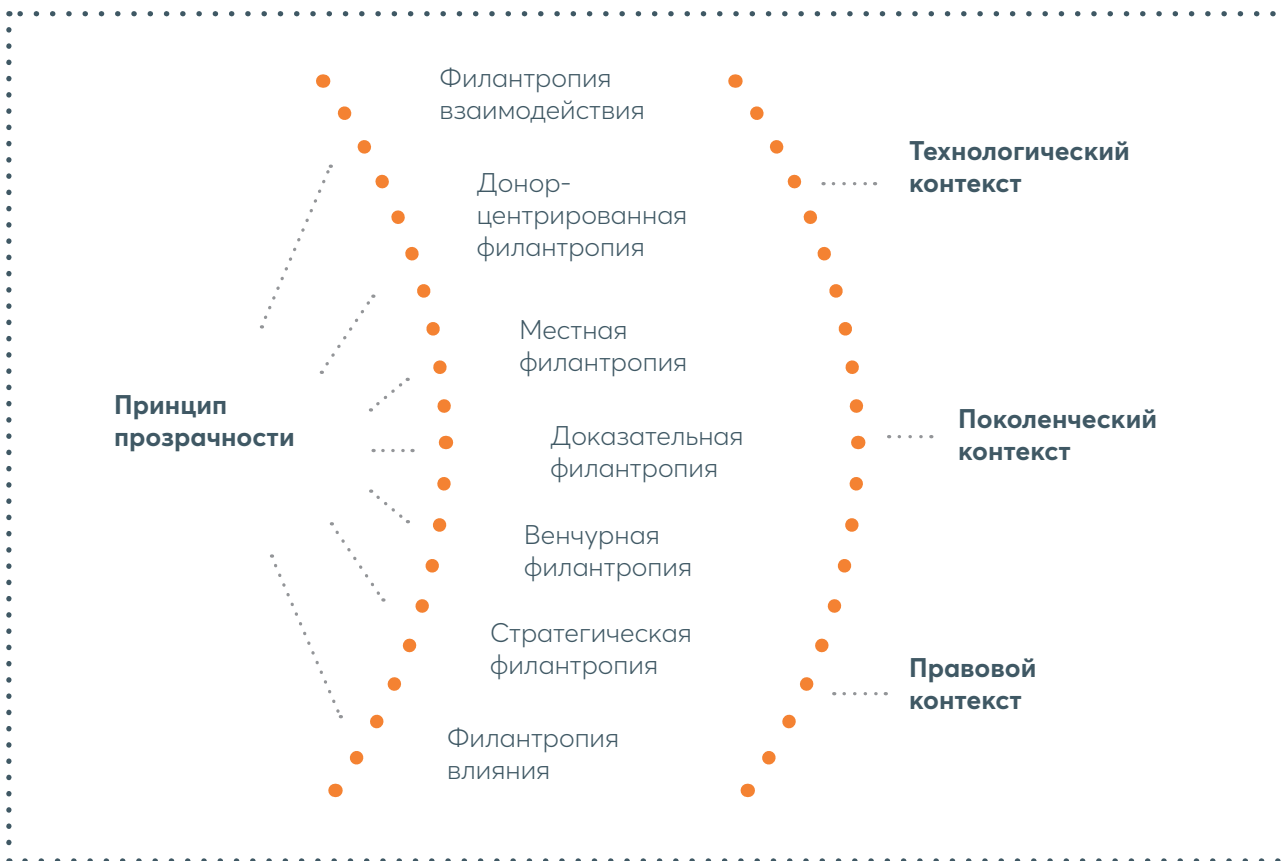 Принцип
прозрачности
Филантропия
взаимодействия
Донор-
центрированная
филантропия
Местная
филантропия
Доказательная
филантропия
Венчурная
филантропия
Стратегическая
филантропия
Филантропия
влияния
Технологический
контекст
Поколенческий
контекст
Правовой
контекст